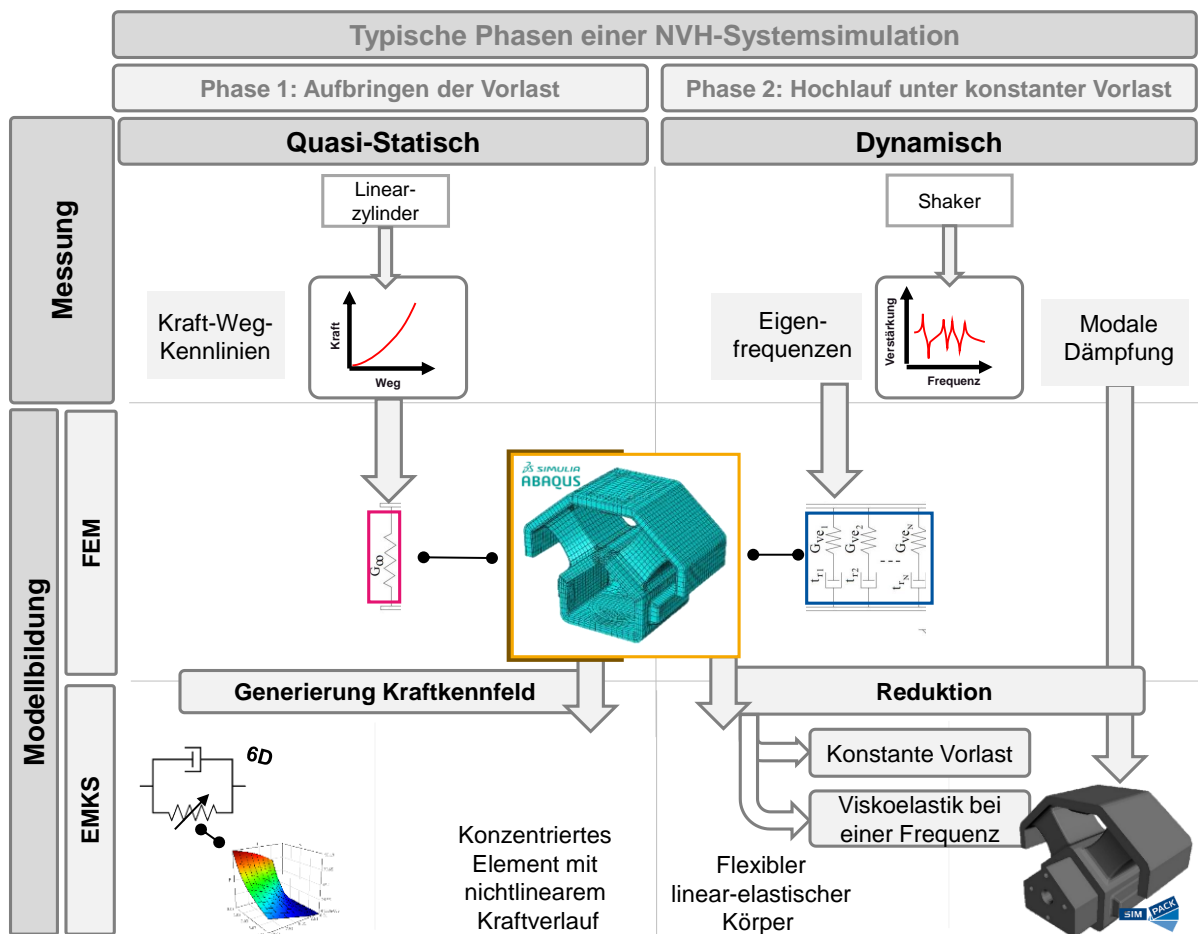 Typische Phasen einer NVH-Systemsimulation
Phase 1: Aufbringen der Vorlast
Phase 2: Hochlauf unter konstanter Vorlast
Quasi-Statisch
Dynamisch
Messung
Linear-
zylinder
Shaker
Kraft-Weg-
Kennlinien
Kraft
Weg
Eigen-
frequenzen
Verstärkung
Frequenz
Modale
Dämpfung
Modellbildung
FEM
G∞
SIMULIA
ABAQUS
Gve1
Gve2
GveN
tr1
tr2
trN
r
Generierung Kraftkennfeld
Reduktion
EMKS
6D
Konzentriertes
Element mit
nichtlinearem
Kraftverlauf
Flexibler
linear-elastischer
Körper
Konstante Vorlast
Viskoelastik bei
einer Frequenz
SIMPACK